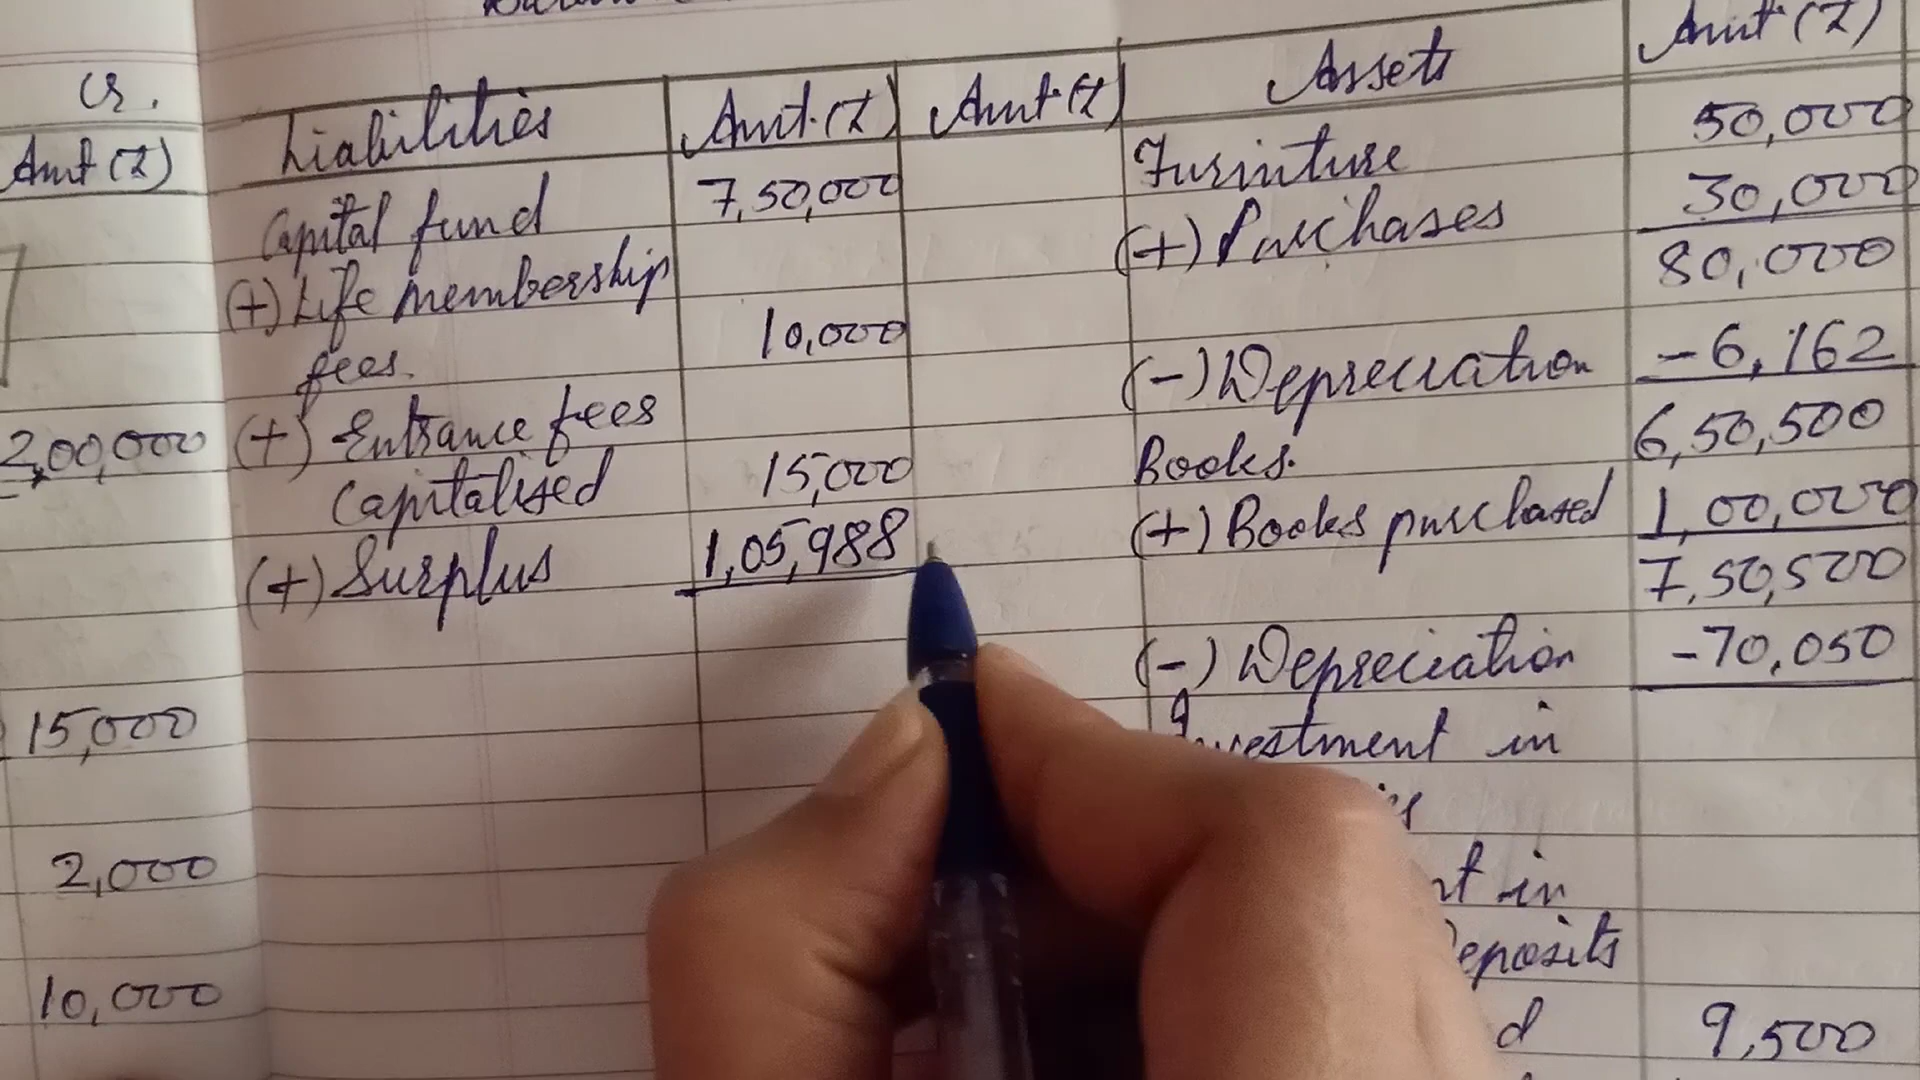 Cr.
Amt (₹)
2,00,000
15,000
2,000
10,000
Liabilities Amt.(₹) Amt.(₹) Assets Amt (₹)
Capital fund 7,50,000
(+) Life membership
fees. 10,000
(+) Entrance fees
Capitalised 15,000
(+) Surplus 1,05,988
Furniture 50,000
(+) Purchases 30,000
80,000
(-) Depreciation -6,162
Books. 6,50,500
(+) Books purchased 1,00,000
7,50,500
(-) Depreciation -70,050
Investment in
in
Deposits
9,500